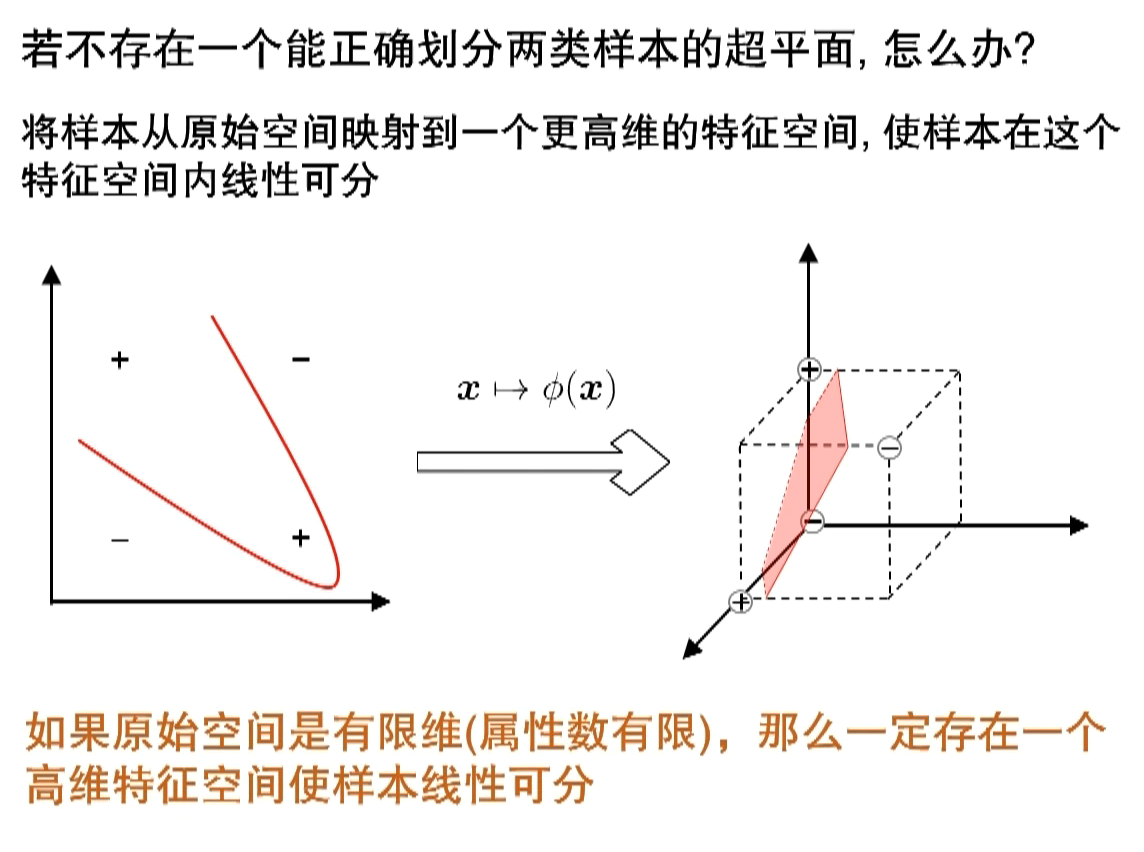 若不存在一个能正确划分两类样本的超平面, 怎么办?
将样本从原始空间映射到一个更高维的特征空间, 使样本在这个
特征空间内线性可分
+ −
x ↦ ϕ(x)
− +
+
−
−
+
如果原始空间是有限维(属性数有限)，那么一定存在一个
高维特征空间使样本线性可分